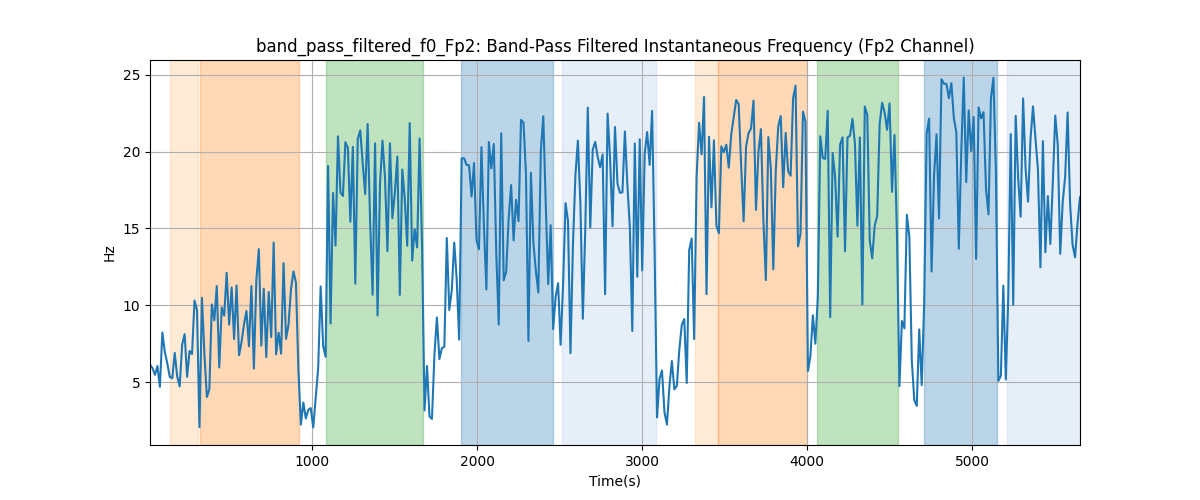 band_pass_filtered_f0_Fp2: Band-Pass Filtered Instantaneous Frequency (Fp2 Channel)
25
20
15
10
5
Hz
1000 2000 3000 4000 5000
Time(s)